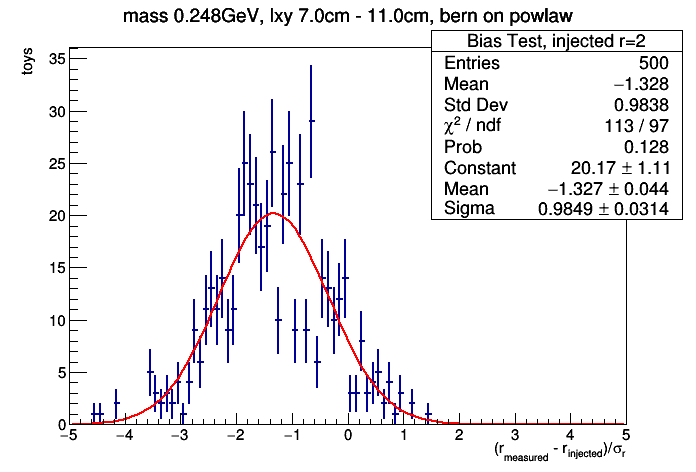 mass 0.248GeV, lxy 7.0cm - 11.0cm, bern on powlaw
Bias Test, injected r=2
Entries 500
Mean −1.328
Std Dev 0.9838
χ² / ndf 113 / 97
Prob 0.128
Constant 20.17 ± 1.11
Mean −1.327 ± 0.044
Sigma 0.9849 ± 0.0314
toys
35
30
25
20
15
10
5
0
−5 −4 −3 −2 −1 0 1 2 3 4 5
(r_measured - r_injected)/σ_r